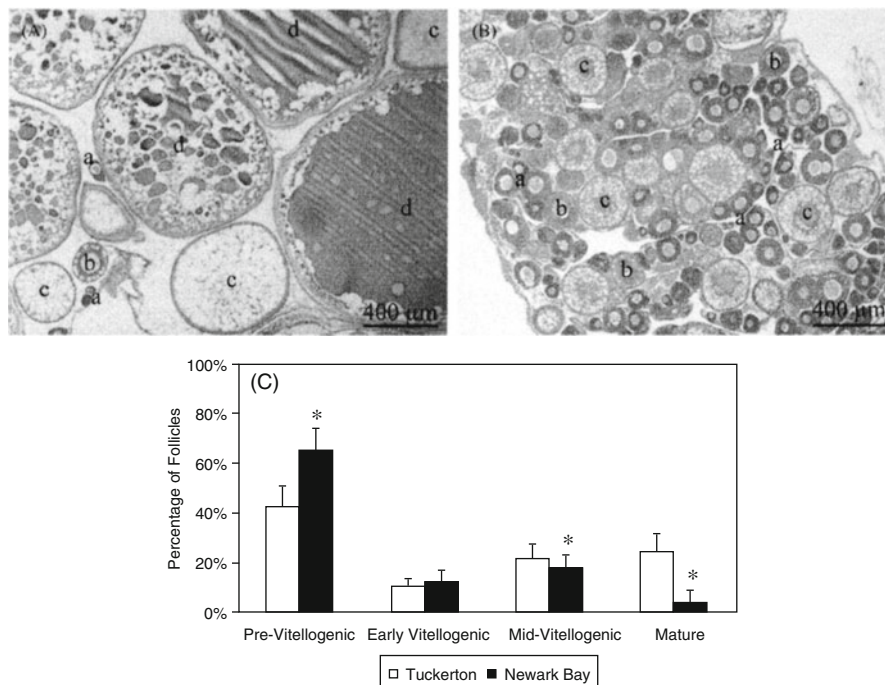 (A)
d
c
a
d
d
b
c
c
a
400 µm
(B)
c
b
a
a
c
b
c
a
b
400 µm
100%
(C)
80%
*
60%
40%
*
20%
*
0%
Percentage of Follicles
Pre-Vitellogenic Early Vitellogenic Mid-Vitellogenic Mature
Tuckerton Newark Bay